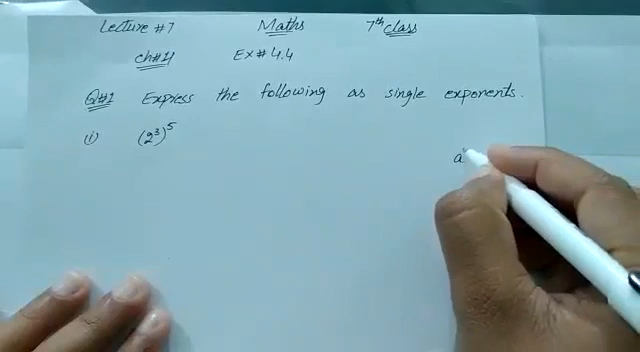 Lecture #7 Maths 7th class
ch#4 Ex#4.4
Q#1 Express the following as single exponents.
(i) (2³)⁵
a